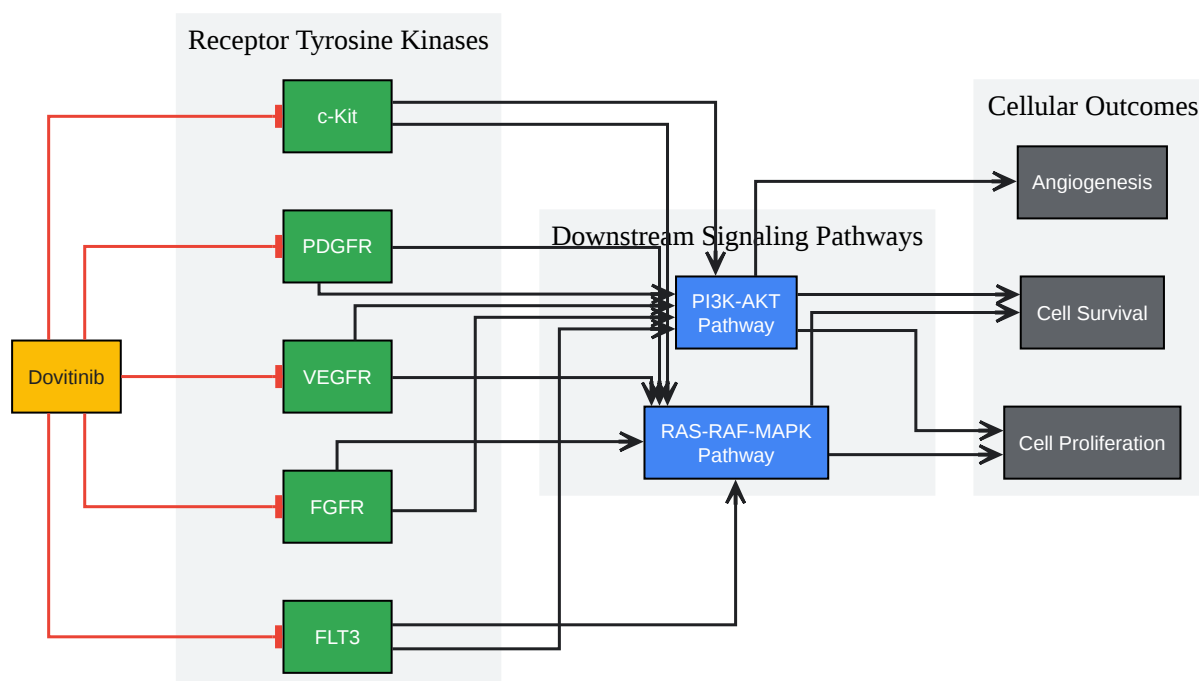 Receptor Tyrosine Kinases
c-Kit
PDGFR
VEGFR
FGFR
FLT3
Dovitinib
Downstream Signaling Pathways
PI3K-AKT
Pathway
RAS-RAF-MAPK
Pathway
Cellular Outcomes
Angiogenesis
Cell Survival
Cell Proliferation